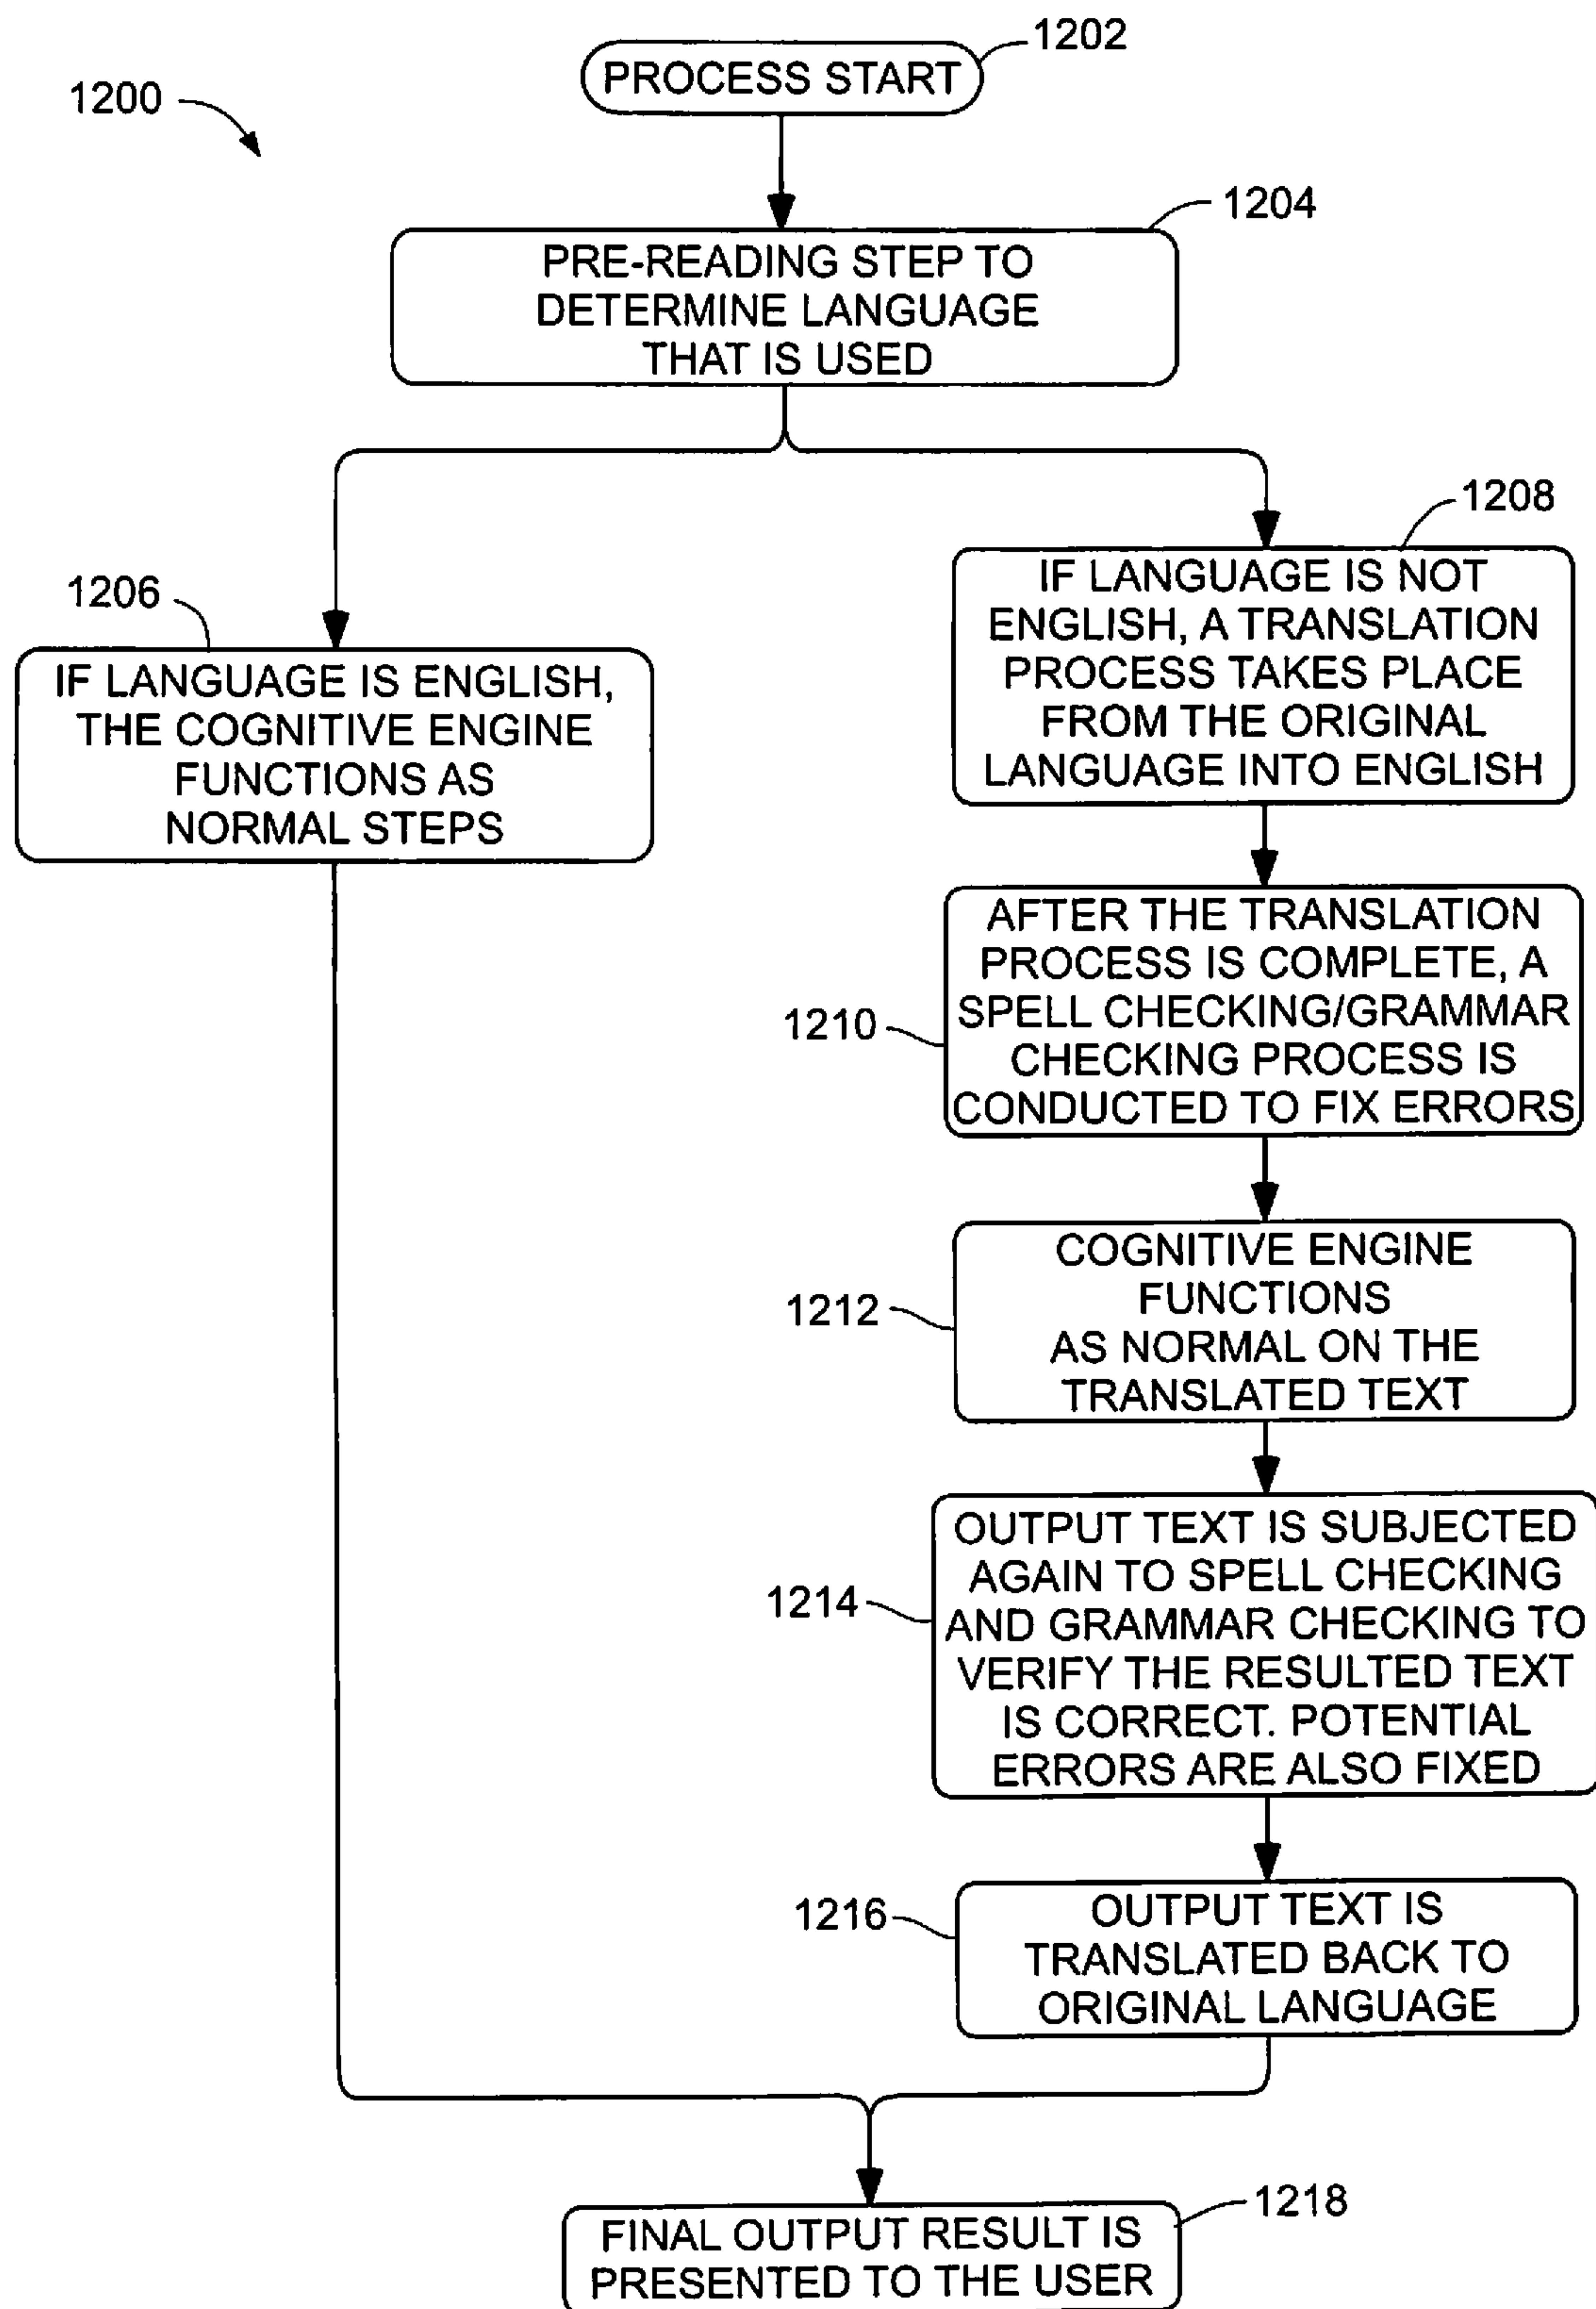 1202
PROCESS START
1200
1204
PRE-READING STEP TO
DETERMINE LANGUAGE
THAT IS USED
1206
IF LANGUAGE IS ENGLISH,
THE COGNITIVE ENGINE
FUNCTIONS AS
NORMAL STEPS
1208
IF LANGUAGE IS NOT
ENGLISH, A TRANSLATION
PROCESS TAKES PLACE
FROM THE ORIGINAL
LANGUAGE INTO ENGLISH
1210
AFTER THE TRANSLATION
PROCESS IS COMPLETE, A
SPELL CHECKING/GRAMMAR
CHECKING PROCESS IS
CONDUCTED TO FIX ERRORS
1212
COGNITIVE ENGINE
FUNCTIONS
AS NORMAL ON THE
TRANSLATED TEXT
1214
OUTPUT TEXT IS SUBJECTED
AGAIN TO SPELL CHECKING
AND GRAMMAR CHECKING TO
VERIFY THE RESULTED TEXT
IS CORRECT. POTENTIAL
ERRORS ARE ALSO FIXED
1216
OUTPUT TEXT IS
TRANSLATED BACK TO
ORIGINAL LANGUAGE
1218
FINAL OUTPUT RESULT IS
PRESENTED TO THE USER